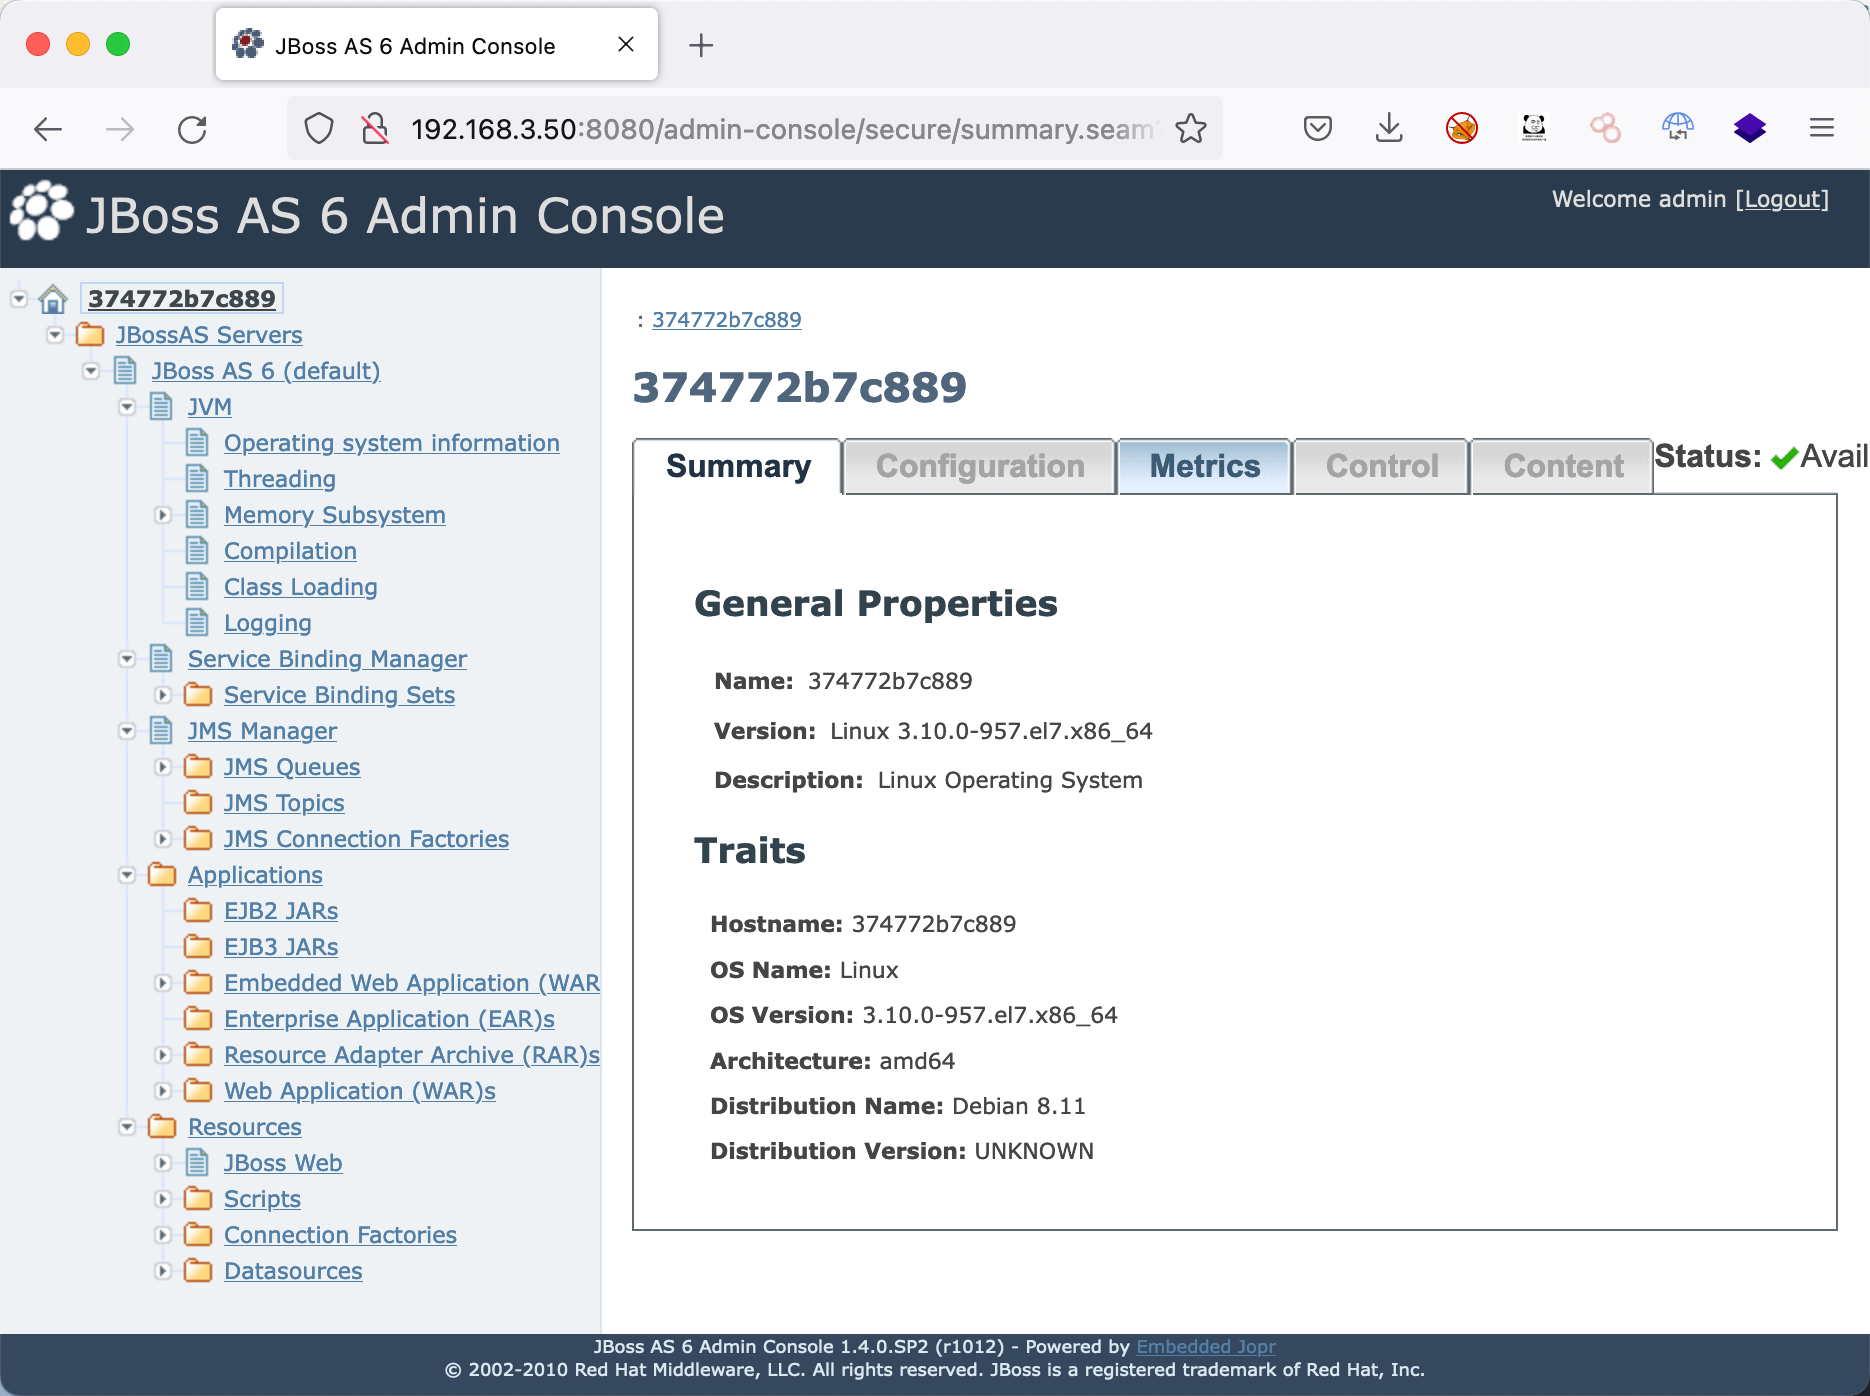 JBoss AS 6 Admin Console
192.168.3.50:8080/admin-console/secure/summary.seam
JBoss AS 6 Admin Console
Welcome admin [Logout]
374772b7c889
JBossAS Servers
JBoss AS 6 (default)
JVM
Operating system information
Threading
Memory Subsystem
Compilation
Class Loading
Logging
Service Binding Manager
Service Binding Sets
JMS Manager
JMS Queues
JMS Topics
JMS Connection Factories
Applications
EJB2 JARs
EJB3 JARs
Embedded Web Application (WAR
Enterprise Application (EAR)s
Resource Adapter Archive (RAR)s
Web Application (WAR)s
Resources
JBoss Web
Scripts
Connection Factories
Datasources
: 374772b7c889
374772b7c889
Summary Configuration Metrics Control Content Status: Avail
General Properties
Name: 374772b7c889
Version: Linux 3.10.0-957.el7.x86_64
Description: Linux Operating System
Traits
Hostname: 374772b7c889
OS Name: Linux
OS Version: 3.10.0-957.el7.x86_64
Architecture: amd64
Distribution Name: Debian 8.11
Distribution Version: UNKNOWN
JBoss AS 6 Admin Console 1.4.0.SP2 (r1012) - Powered by Embedded Jopr
© 2002-2010 Red Hat Middleware, LLC. All rights reserved. JBoss is a registered trademark of Red Hat, Inc.